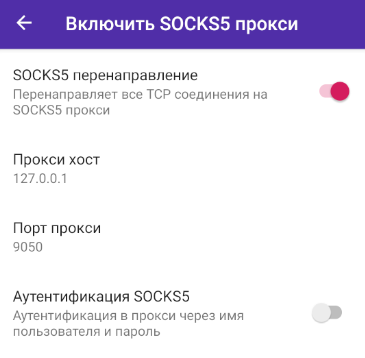 Включить SOCKS5 прокси
SOCKS5 перенаправление
Перенаправляет все TCP соединения на
SOCKS5 прокси
Прокси хост
127.0.0.1
Порт прокси
9050
Аутентификация SOCKS5
Аутентификация в прокси через имя
пользователя и пароль